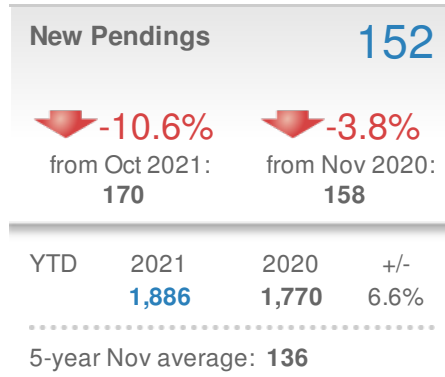 New Pendings 152
-10.6% -3.8%
from Oct 2021: from Nov 2020:
170 158
YTD 2021 2020 +/-
1,886 1,770 6.6%
5-year Nov average: 136